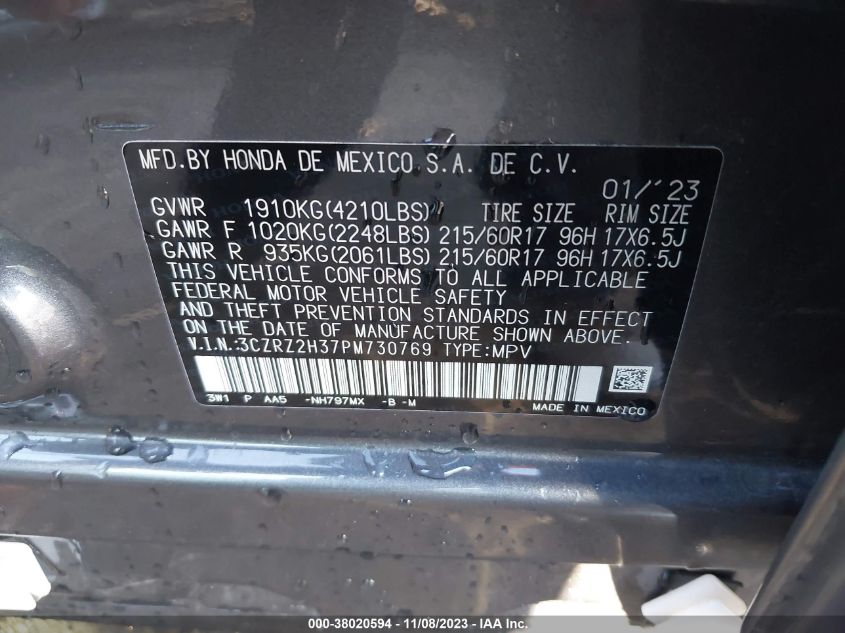 MFD.BY HONDA DE MEXICO S.A. DE C.V.
01/'23
GVWR 1910KG(4210LBS) TIRE SIZE RIM SIZE
GAWR F 1020KG(2248LBS) 215/60R17 96H 17X6.5J
GAWR R 935KG(2061LBS) 215/60R17 96H 17X6.5J
THIS VEHICLE CONFORMS TO ALL APPLICABLE
FEDERAL MOTOR VEHICLE SAFETY
AND THEFT PREVENTION STANDARDS IN EFFECT
ON THE DATE OF MANUFACTURE SHOWN ABOVE.
V.I.N.:3CZRZ2H37PM730769 TYPE:MPV
3W1 P AA5 -NH797MX -B -M MADE IN MEXICO
000-38020594 - 11/08/2023 - IAA Inc.